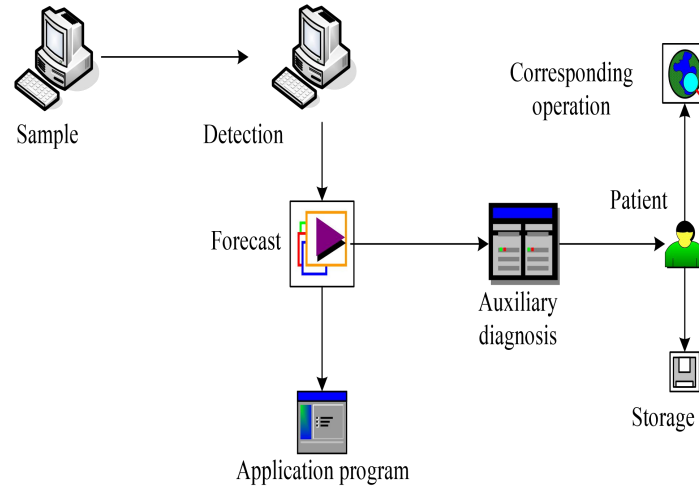 Sample
Detection
Corresponding
operation
Patient
Forecast
Auxiliary
diagnosis
Storage
Application program